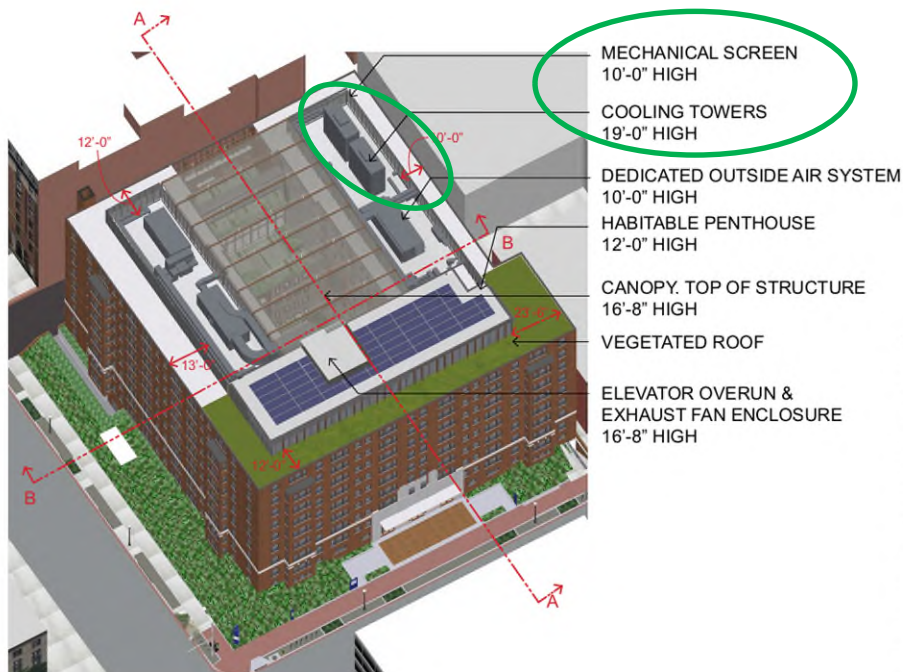 A
MECHANICAL SCREEN
10'-0" HIGH
COOLING TOWERS
19'-0" HIGH
12'-0"
DEDICATED OUTSIDE AIR SYSTEM
10'-0" HIGH
HABITABLE PENTHOUSE
12'-0" HIGH
B
CANOPY. TOP OF STRUCTURE
16'-8" HIGH
23'-0"
VEGETATED ROOF
13'-0"
ELEVATOR OVERUN &
EXHAUST FAN ENCLOSURE
16'-8" HIGH
12'-0"
B
A